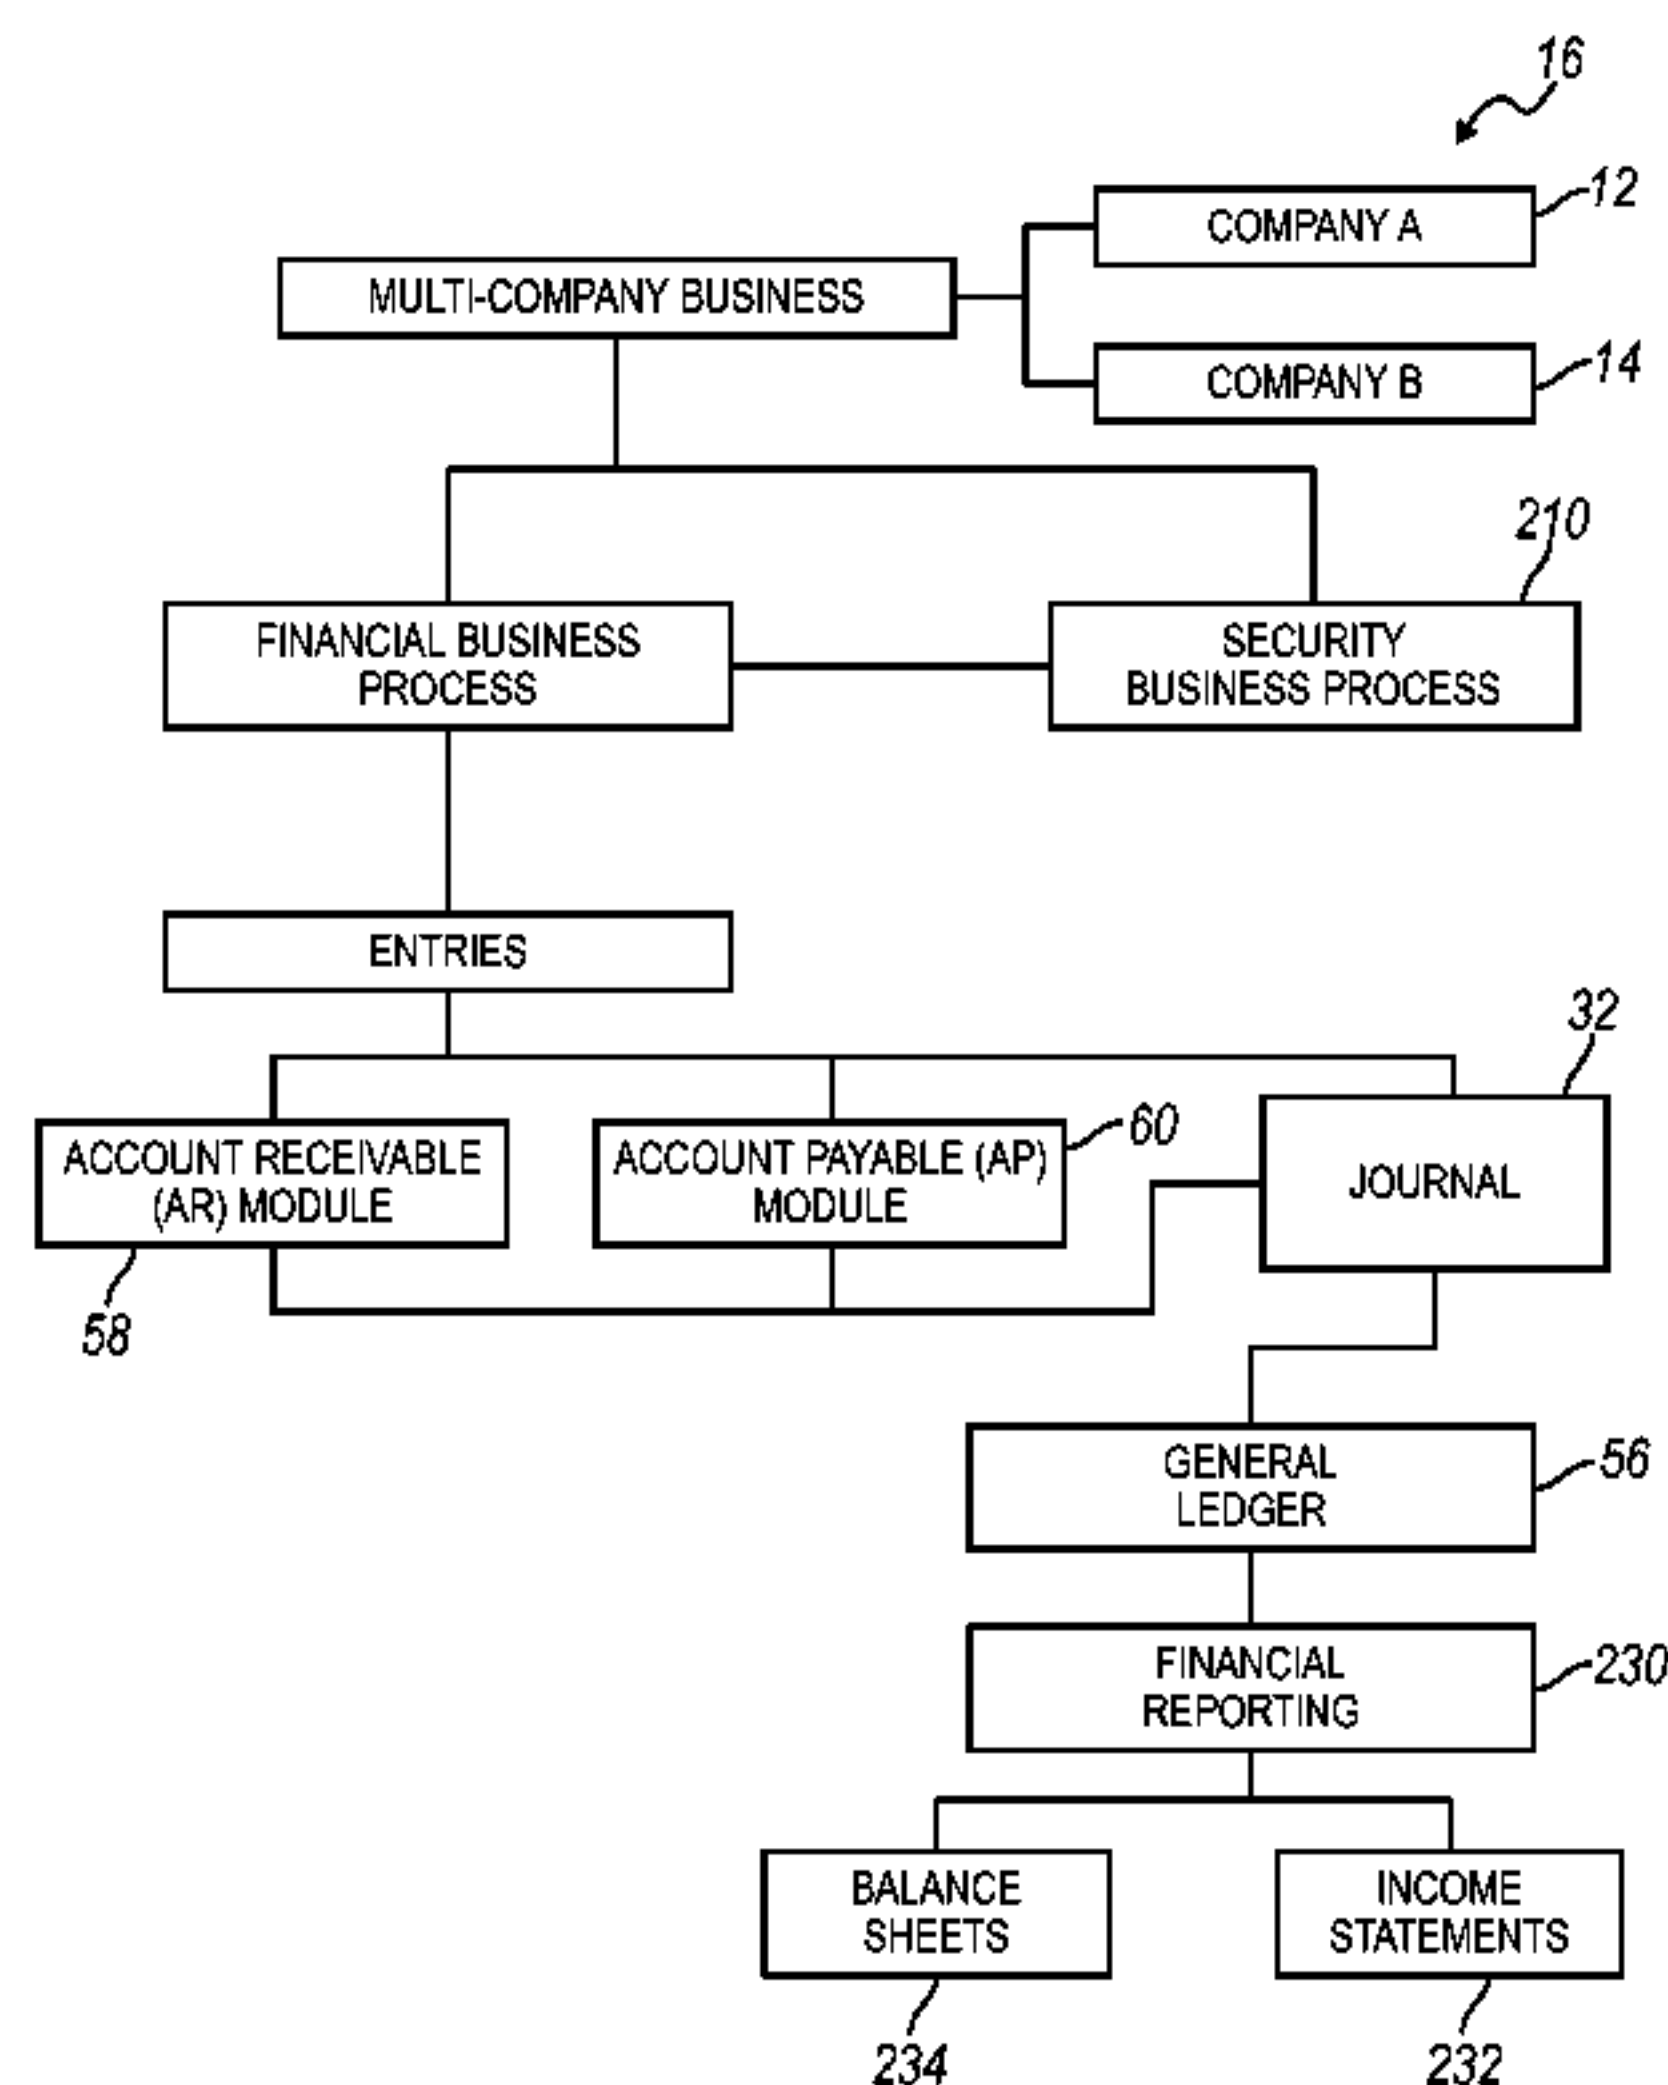 16
COMPANY A
12
MULTI-COMPANY BUSINESS
COMPANY B
14
210
FINANCIAL BUSINESS
PROCESS
SECURITY
BUSINESS PROCESS
ENTRIES
32
ACCOUNT RECEIVABLE
(AR) MODULE
ACCOUNT PAYABLE (AP)
MODULE
60
JOURNAL
58
GENERAL
LEDGER
56
FINANCIAL
REPORTING
230
BALANCE
SHEETS
INCOME
STATEMENTS
234
232